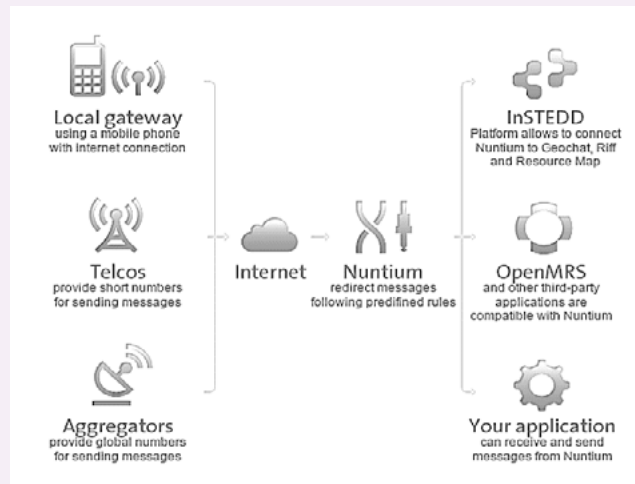 Local gateway
using a mobile phone
with internet connection
Telcos
provide short numbers
for sending messages
Aggregators
provide global numbers
for sending messages
Internet
Nuntium
redirect messages
following predifined rules
InSTEDD
Platform allows to connect
Nuntium to Geochat, Riff
and Resource Map
OpenMRS
and other third-party
applications are
compatible with Nuntium
Your application
can receive and send
messages from Nuntium